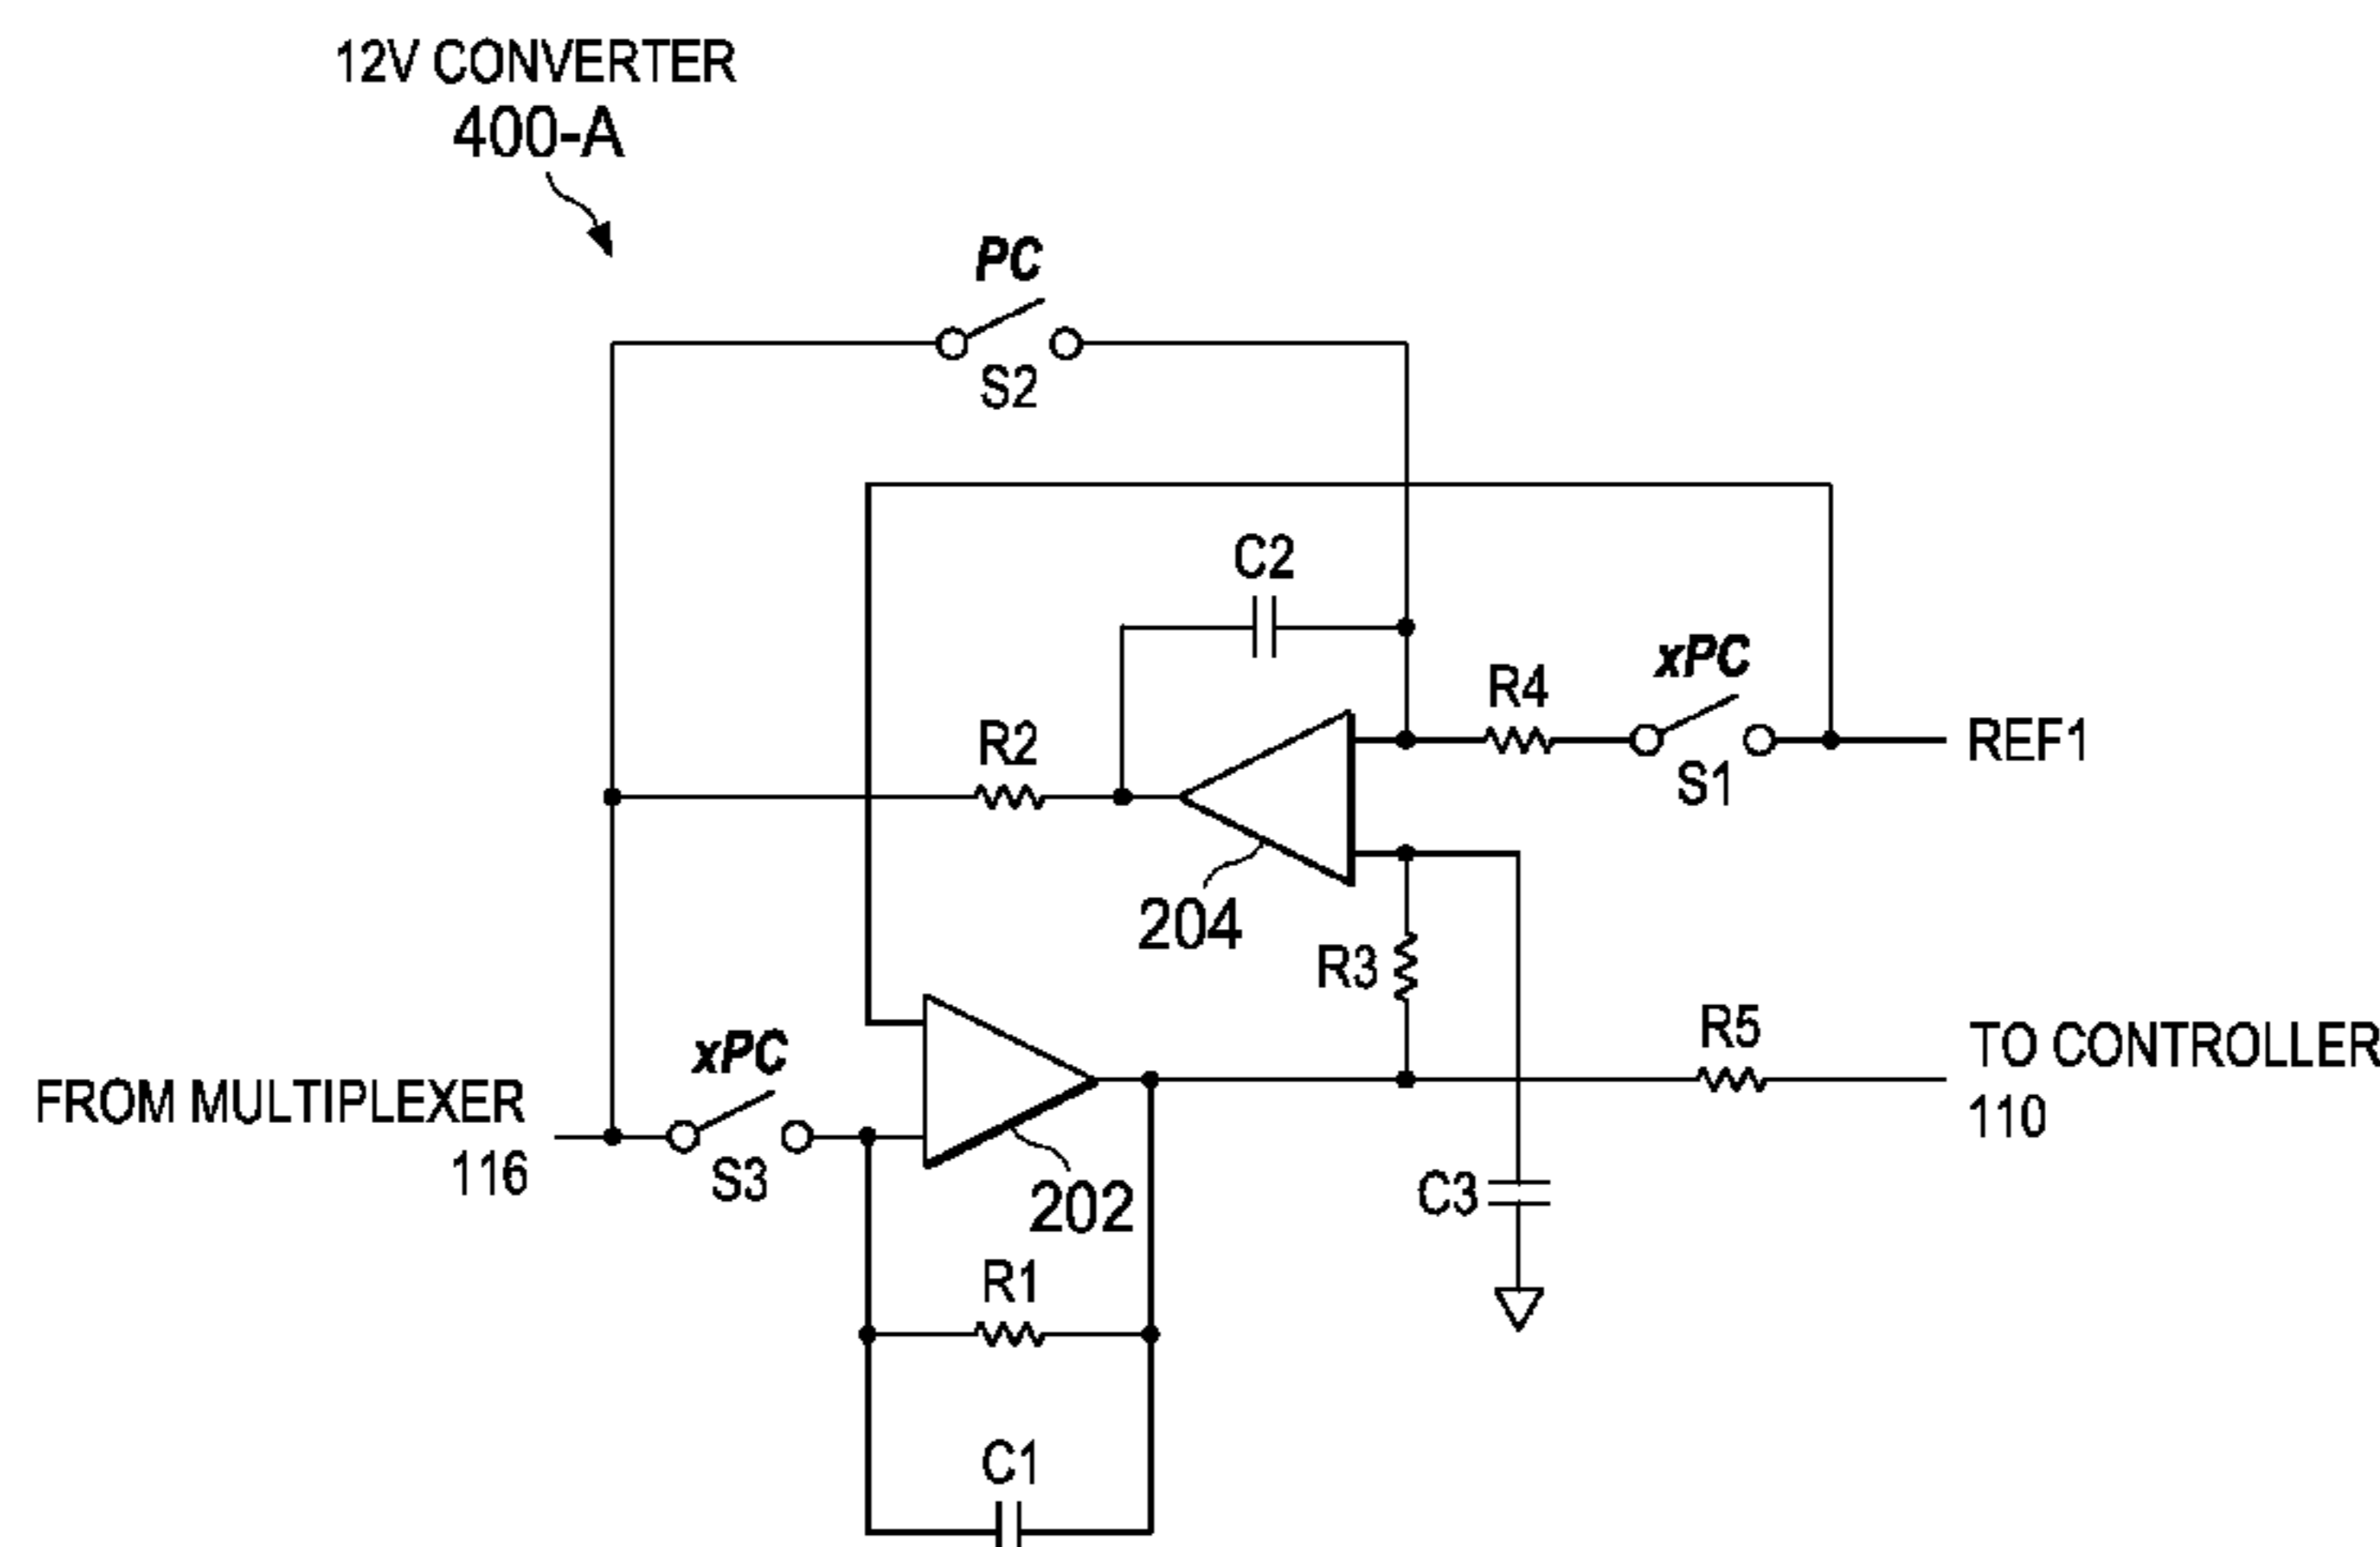 12V CONVERTER
400-A
PC
S2
C2
xPC
R4
S1
REF1
R2
204
R3
R5
TO CONTROLLER
110
xPC
FROM MULTIPLEXER
116
S3
202
C3
R1
C1